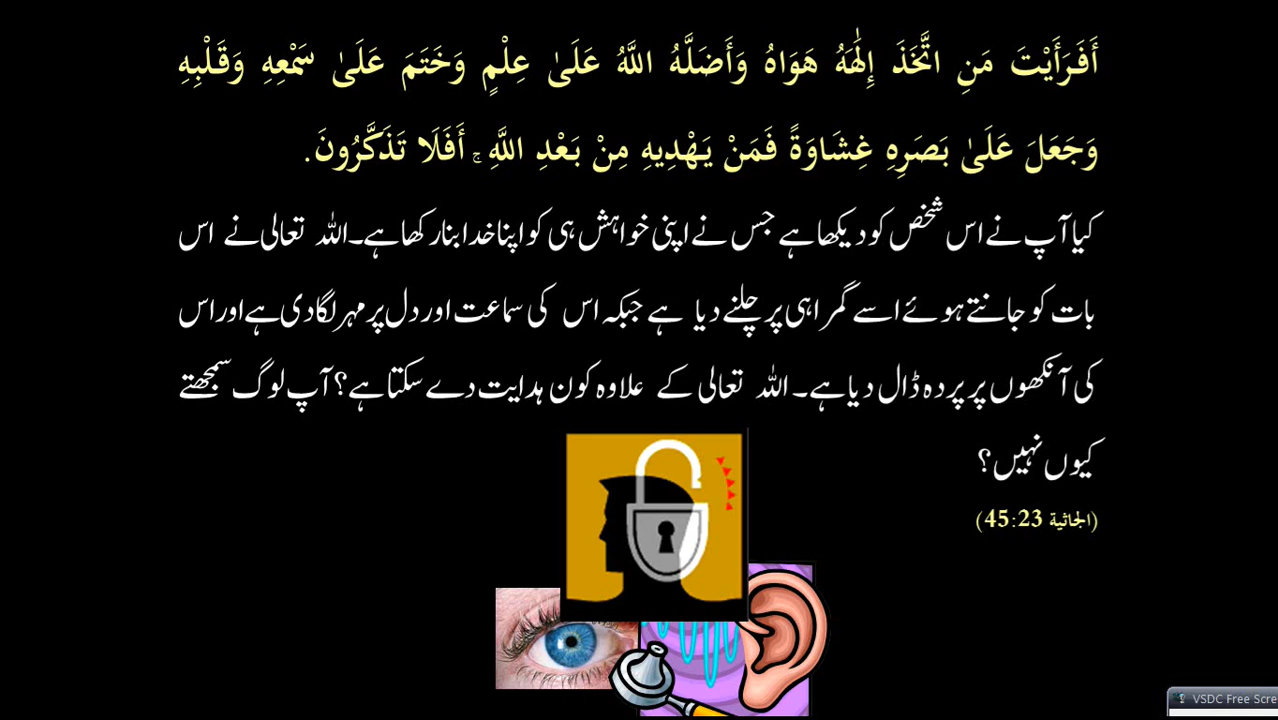 أَفَرَأَيْتَ مَنِ اتَّخَذَ إِلَٰهَهُ هَوَاهُ وَأَضَلَّهُ اللَّهُ عَلَىٰ عِلْمٍ وَخَتَمَ عَلَىٰ سَمْعِهِ وَقَلْبِهِ
وَجَعَلَ عَلَىٰ بَصَرِهِ غِشَاوَةً فَمَنْ يَهْدِيهِ مِنْ بَعْدِ اللَّهِ ۚ أَفَلَا تَذَكَّرُونَ.
کیا آپ نے اس شخص کو دیکھا ہے جس نے اپنی خواہش ہی کو اپنا خدا بنا رکھا ہے۔ اللہ تعالی نے اس
بات کو جانتے ہوئے اسے گمراہی پر چلنے دیا ہے جبکہ اس کی سماعت اور دل پر مہر لگا دی ہے اور اس
کی آنکھوں پر پردہ ڈال دیا ہے۔ اللہ تعالی کے علاوہ کون ہدایت دے سکتا ہے؟ آپ لوگ سمجھتے
کیوں نہیں؟
(الجاثية 45:23)
VSDC Free Scre